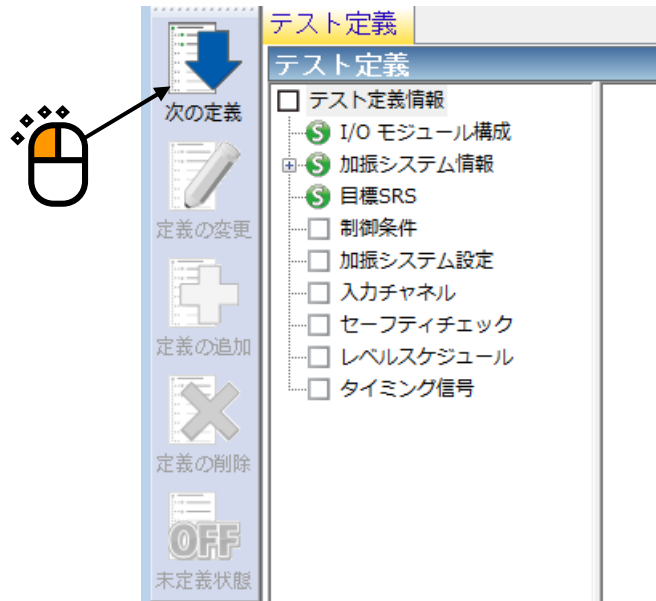 テスト定義
テスト定義
次の定義
定義の変更
定義の追加
定義の削除
OFF
未定義状態
テスト定義情報
S I/O モジュール構成
S 加振システム情報
S 目標SRS
制御条件
加振システム設定
入力チャネル
セーフティチェック
レベルスケジュール
タイミング信号